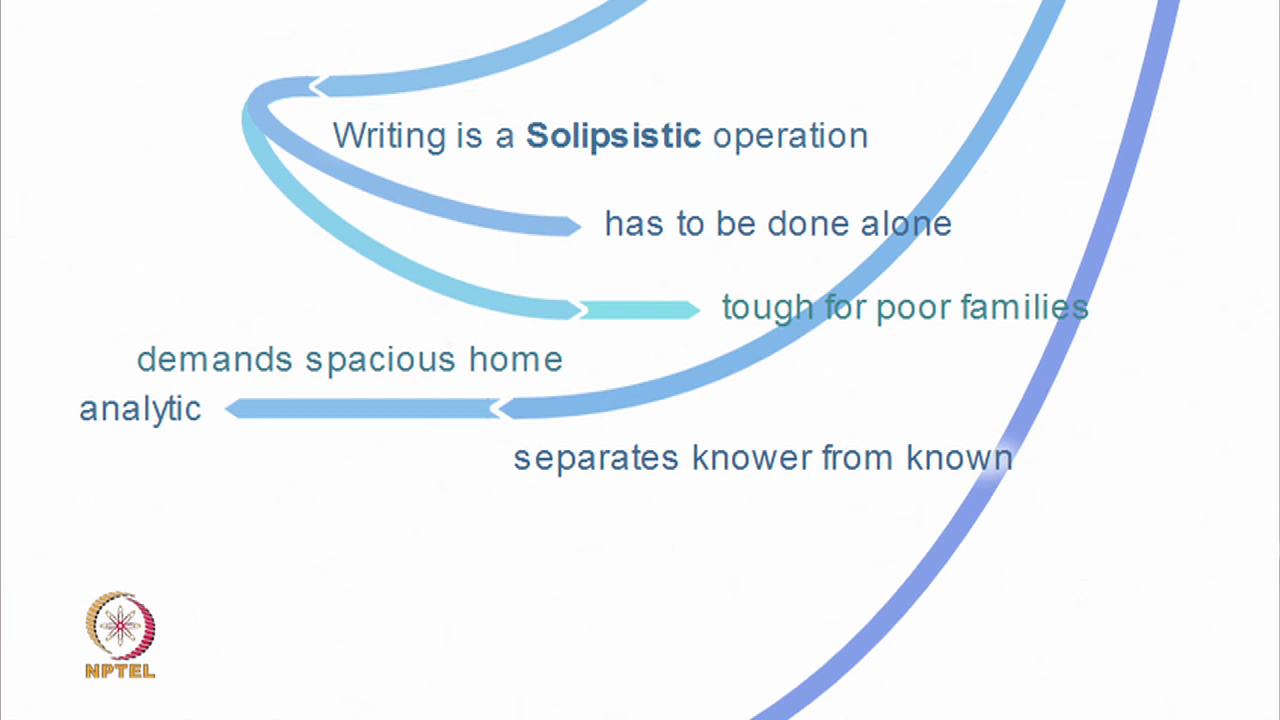 Writing is a Solipsistic operation
has to be done alone
tough for poor families
demands spacious home
analytic
separates knower from known
NPTEL